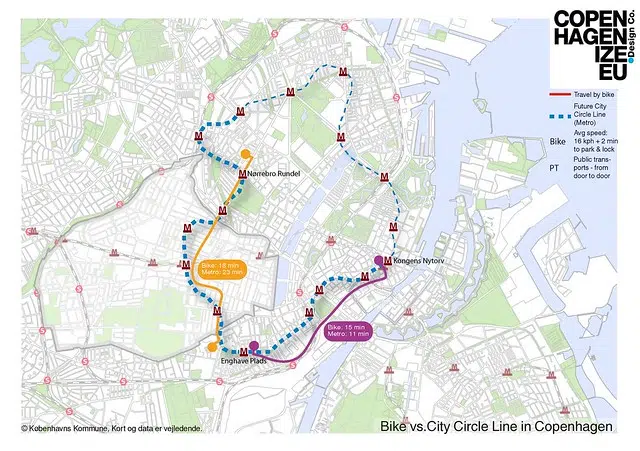 COPEN
HAGEN
IZE
EU
Design Co.
Travel by bike
Future City
Circle Line
(Metro)
Bike
Avg speed:
16 kph + 2 min
to park & lock
PT
Public trans-
ports - from
door to door
Nørrebro Rundel
Kongens Nytorv
Bike: 18 min
Metro: 23 min
Bike: 15 min
Metro: 11 min
Enghave Plads
© Københavns Kommune, Kort og data er vejledende.
Bike vs.City Circle Line in Copenhagen